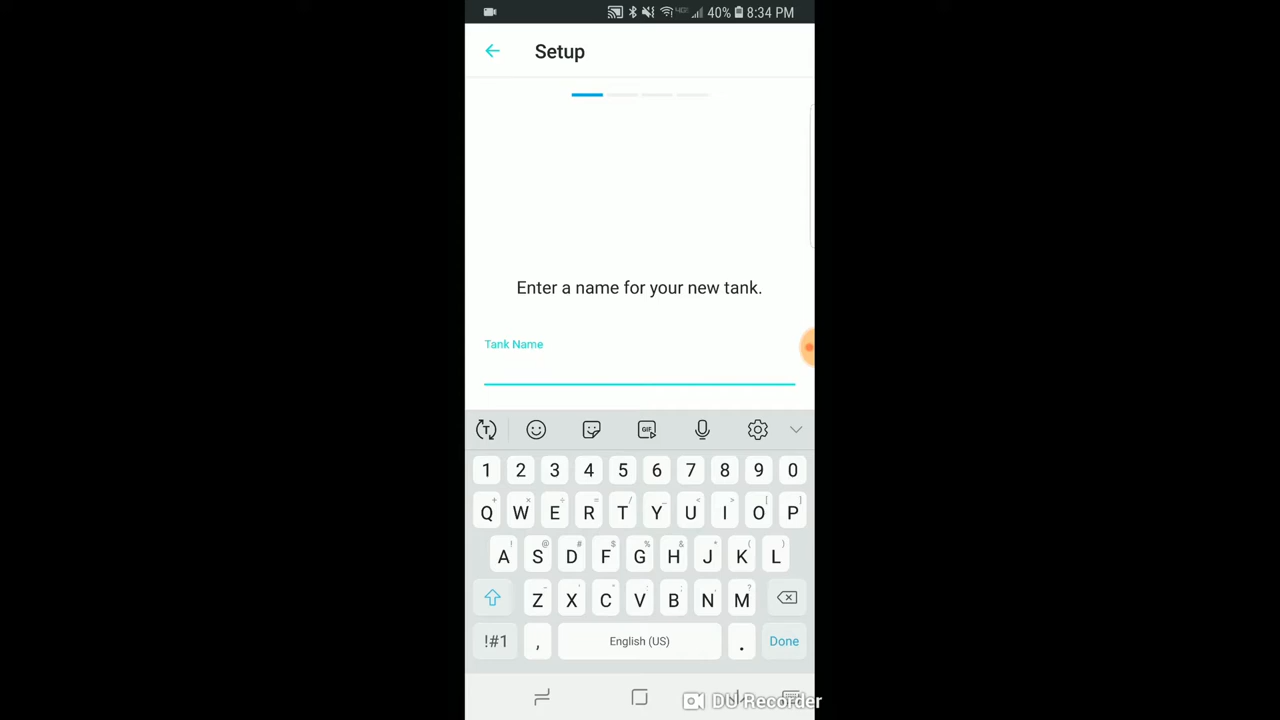 40% 8:34 PM
Setup
Enter a name for your new tank.
Tank Name
T GIF
1 2 3 4 5 6 7 8 9 0
+ × ÷ = / _ < > [ ]
Q W E R T Y U I O P
! @ # $ % & * ( )
A S D F G H J K L
- ' " : ; , ?
Z X C V B N M
!#1 , English (US) . Done
DU Recorder